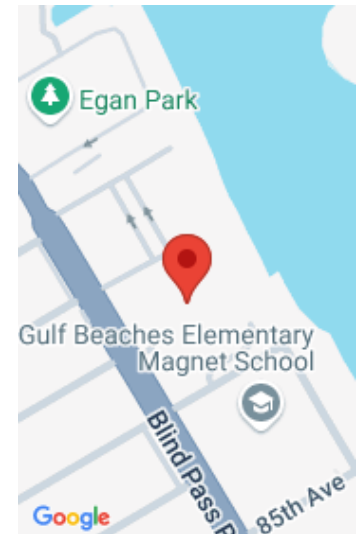 Egan Park
Gulf Beaches Elementary
Magnet School
Blind Pass R
85th Ave
Google